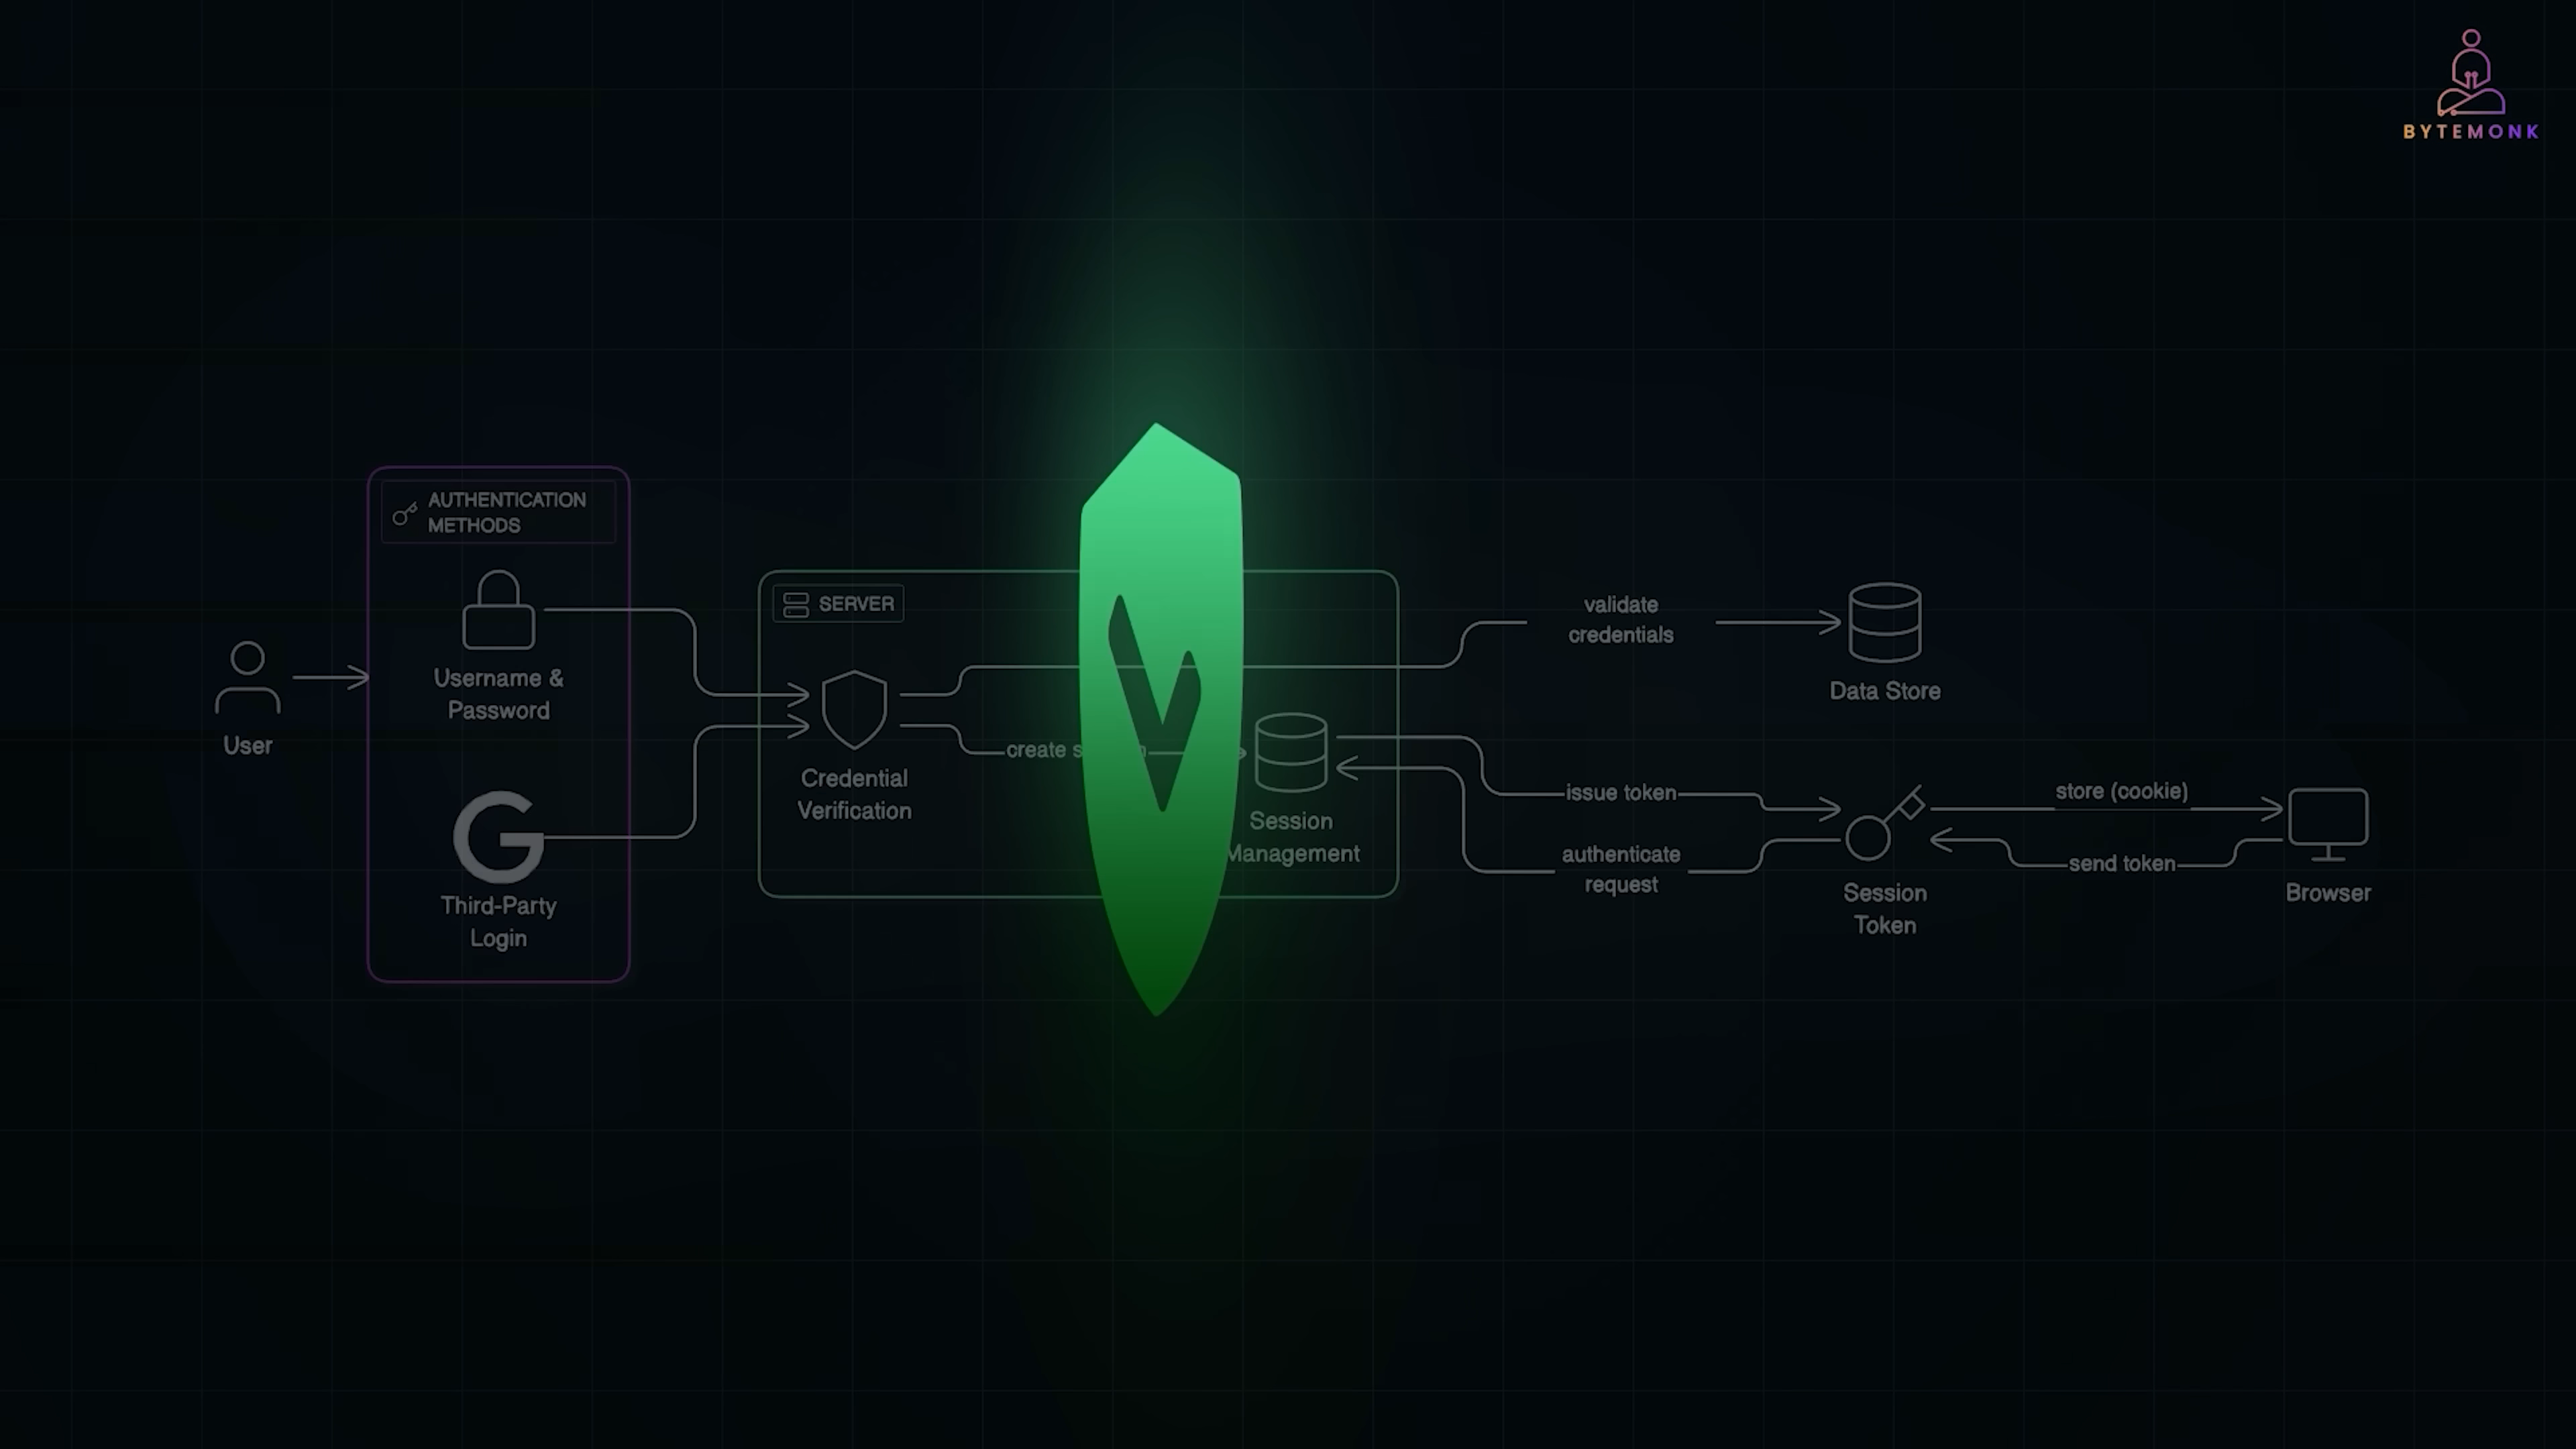 BYTEMONK
AUTHENTICATION
METHODS
Username &
Password
Third-Party
Login
User
SERVER
Credential
Verification
create
Session
Management
validate
credentials
Data Store
issue token
authenticate
request
Session
Token
store (cookie)
send token
Browser